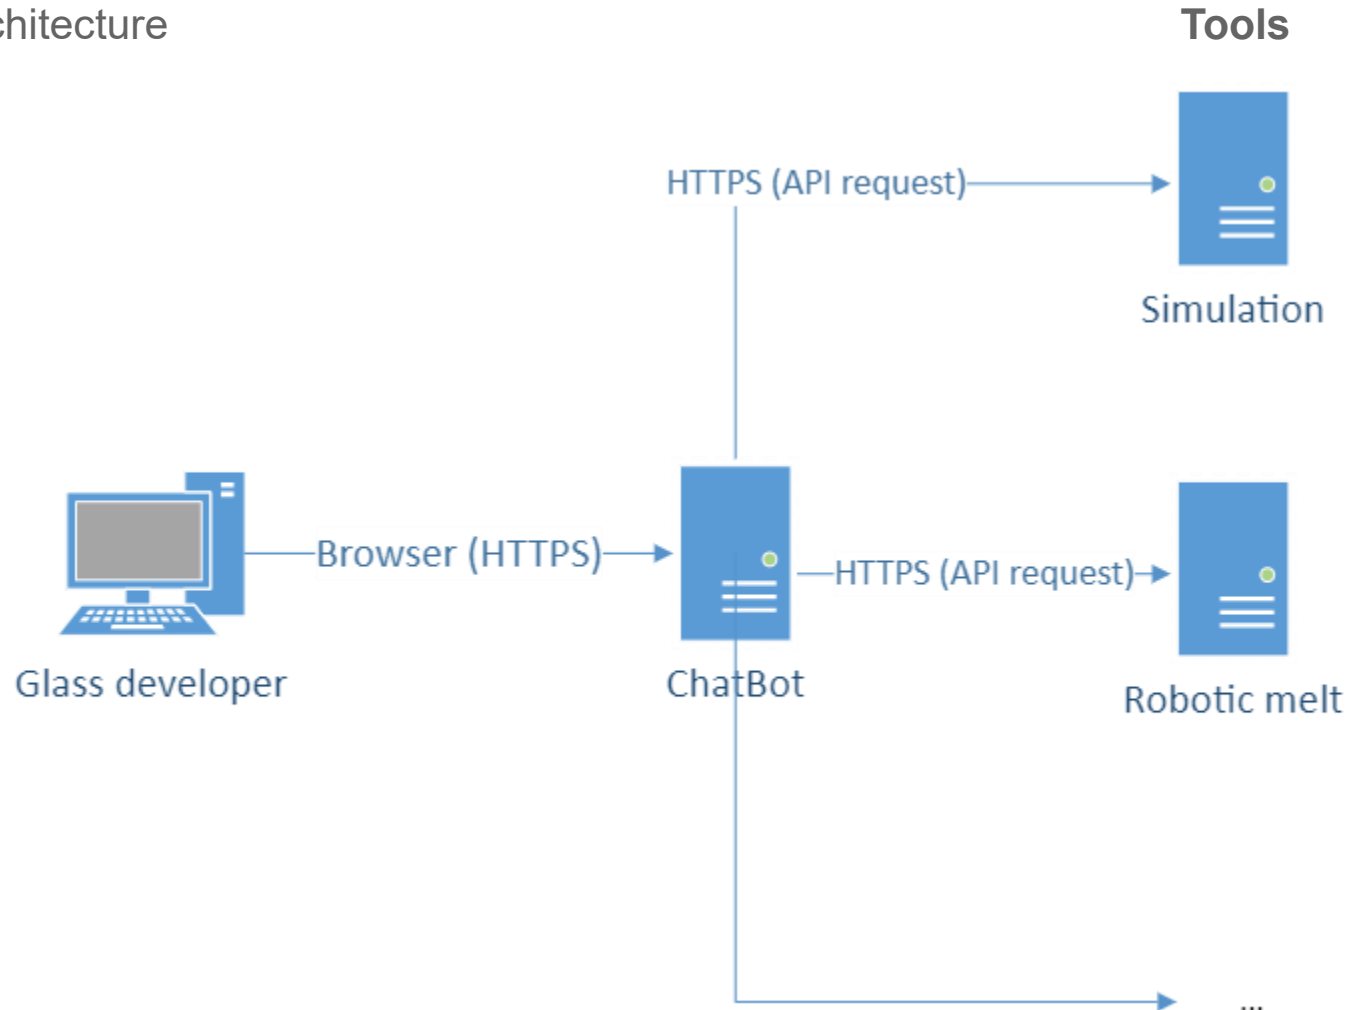 chitecture
Tools
HTTPS (API request)
Simulation
Browser (HTTPS)
HTTPS (API request)
Glass developer
ChatBot
Robotic melt
...